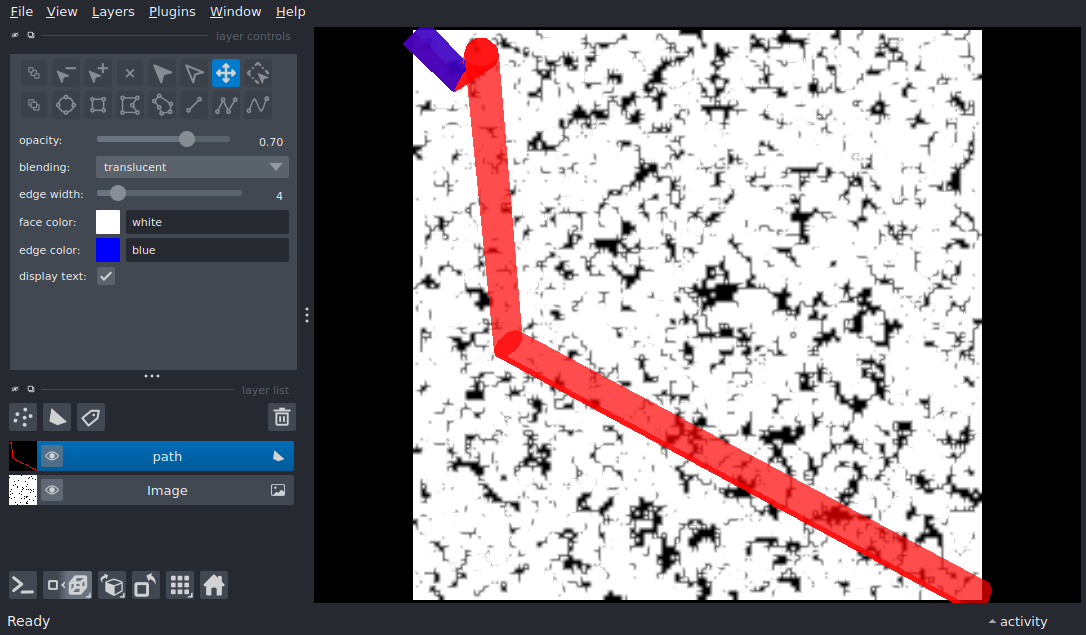 File View Layers Plugins Window Help
layer controls
opacity: 0.70
blending: translucent
edge width: 4
face color: white
edge color: blue
display text:
layer list
path
Image
Ready activity